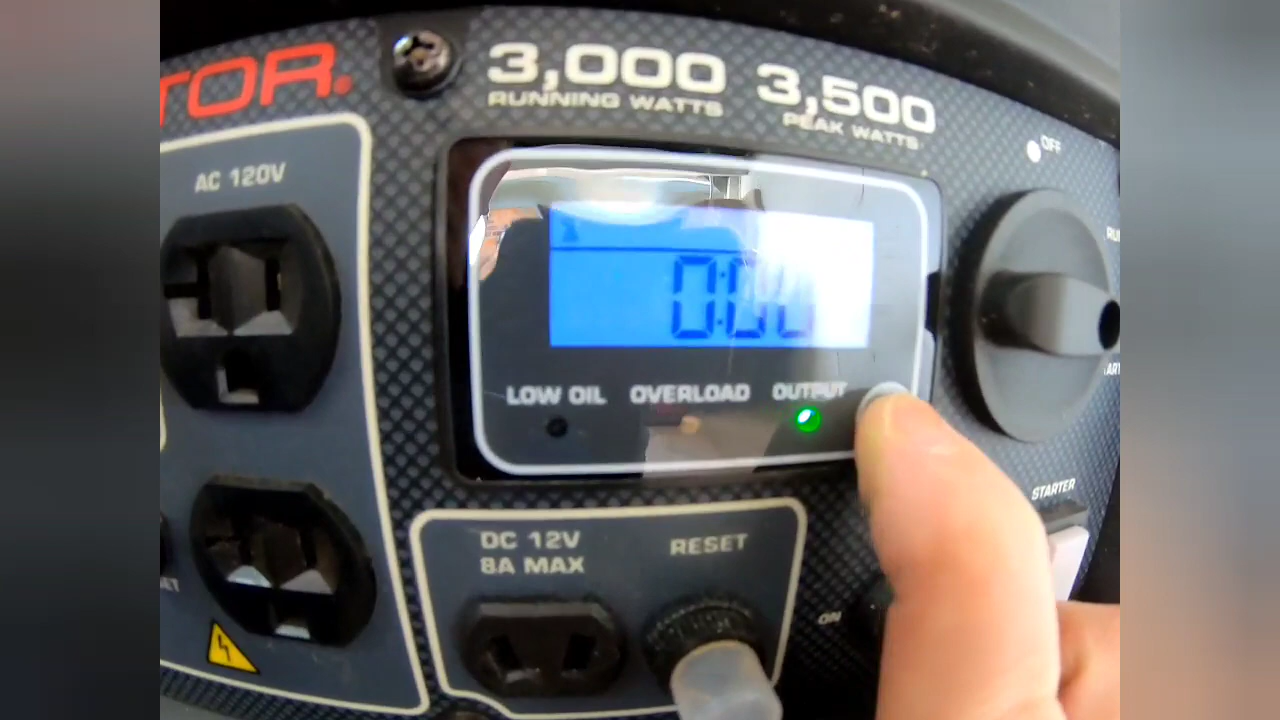 TOR.
3,000
RUNNING WATTS
3,500
PEAK WATTS
OFF
AC 120V
0:00
LOW OIL
OVERLOAD
OUTPUT
STARTER
DC 12V
8A MAX
RESET
ON